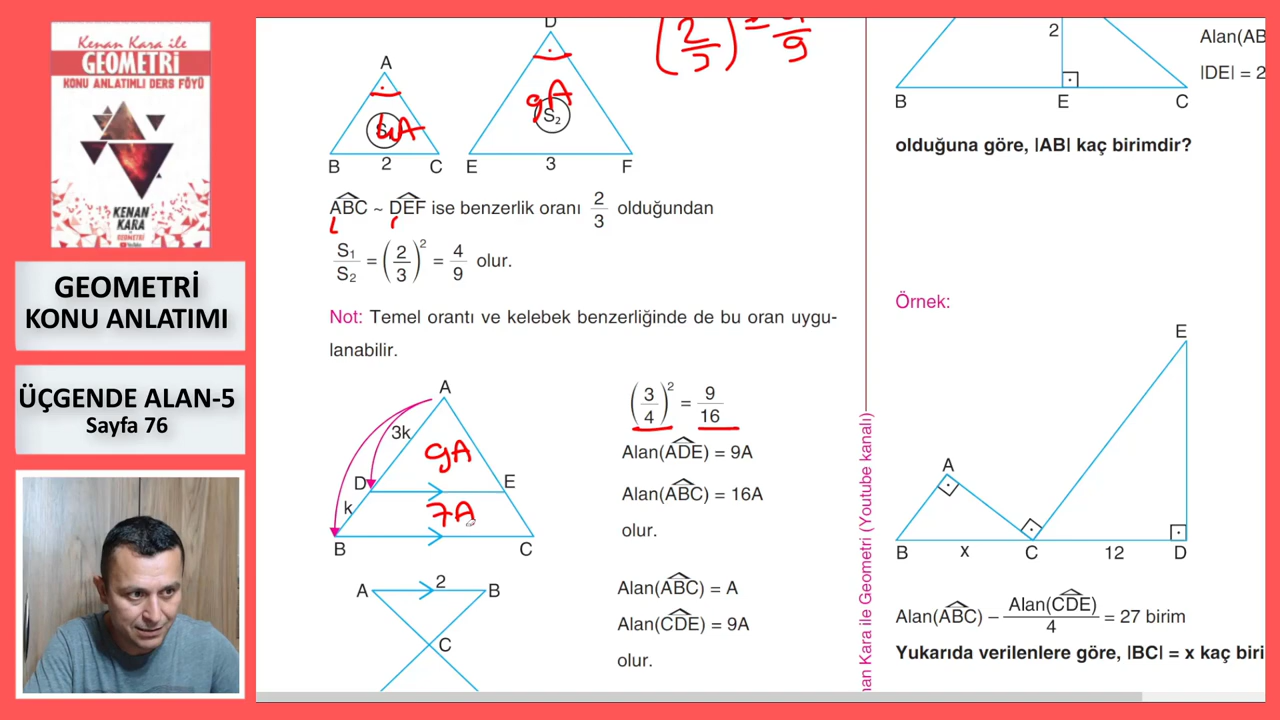 Kenan Kara ile
GEOMETRİ
KONU ANLATIMLI DERS FÖYÜ
KENAN
KARA
GEOMETRİ KONU ANLATIMI
ÜÇGENDE ALAN-5
Sayfa 76
A
S₁
4A
B 2 C
D
9A
S₂
E 3 F
(2/3) = 4/9
ABC ~ DEF ise benzerlik oranı 2/3 olduğundan
S₁/S₂ = (2/3)² = 4/9 olur.
Not: Temel orantı ve kelebek benzerliğinde de bu oran uygu-
lanabilir.
A
3k
9A
D E
k
7A
B C
(3/4)² = 9/16
Alan(ADE) = 9A
Alan(ABC) = 16A
olur.
A 2 B
C
Alan(ABC) = A
Alan(CDE) = 9A
olur.
Kara ile Geometri (Youtube kanalı)
2
B E C
Alan(AB
|DE| = 2
olduğuna göre, |AB| kaç birimdir?
Örnek:
E
A
B x C 12 D
Alan(ABC) – Alan(CDE)/4 = 27 birim
Yukarıda verilenlere göre, |BC| = x kaç biri